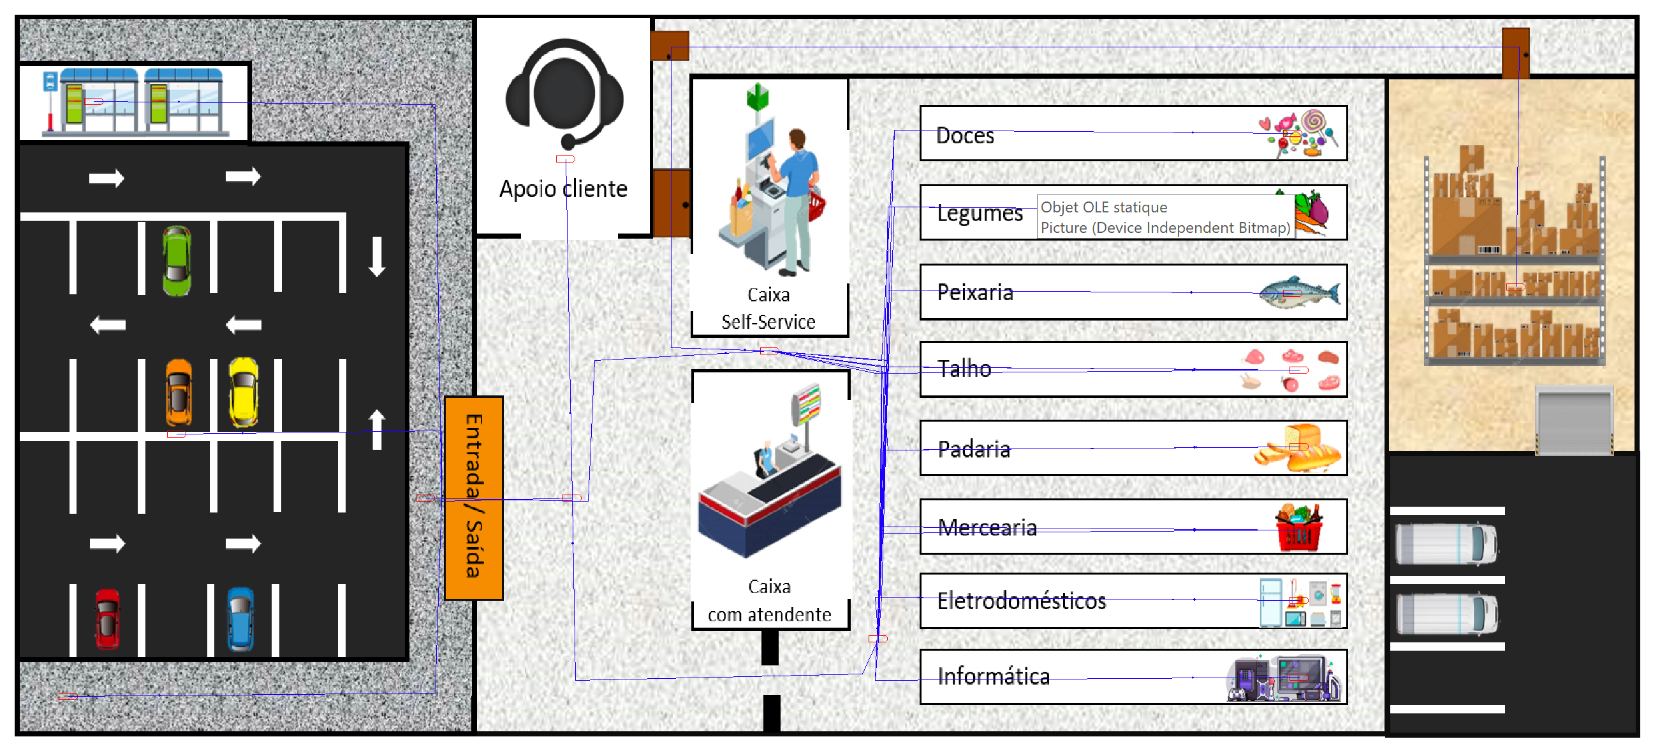 Apoio cliente
Caixa
Self-Service
Entrada/ Saída
Caixa
com atendente
Doces
Legumes
Objet OLE statique
Picture (Device Independent Bitmap)
Peixaria
Talho
Padaria
Mercearia
Eletrodomésticos
Informática